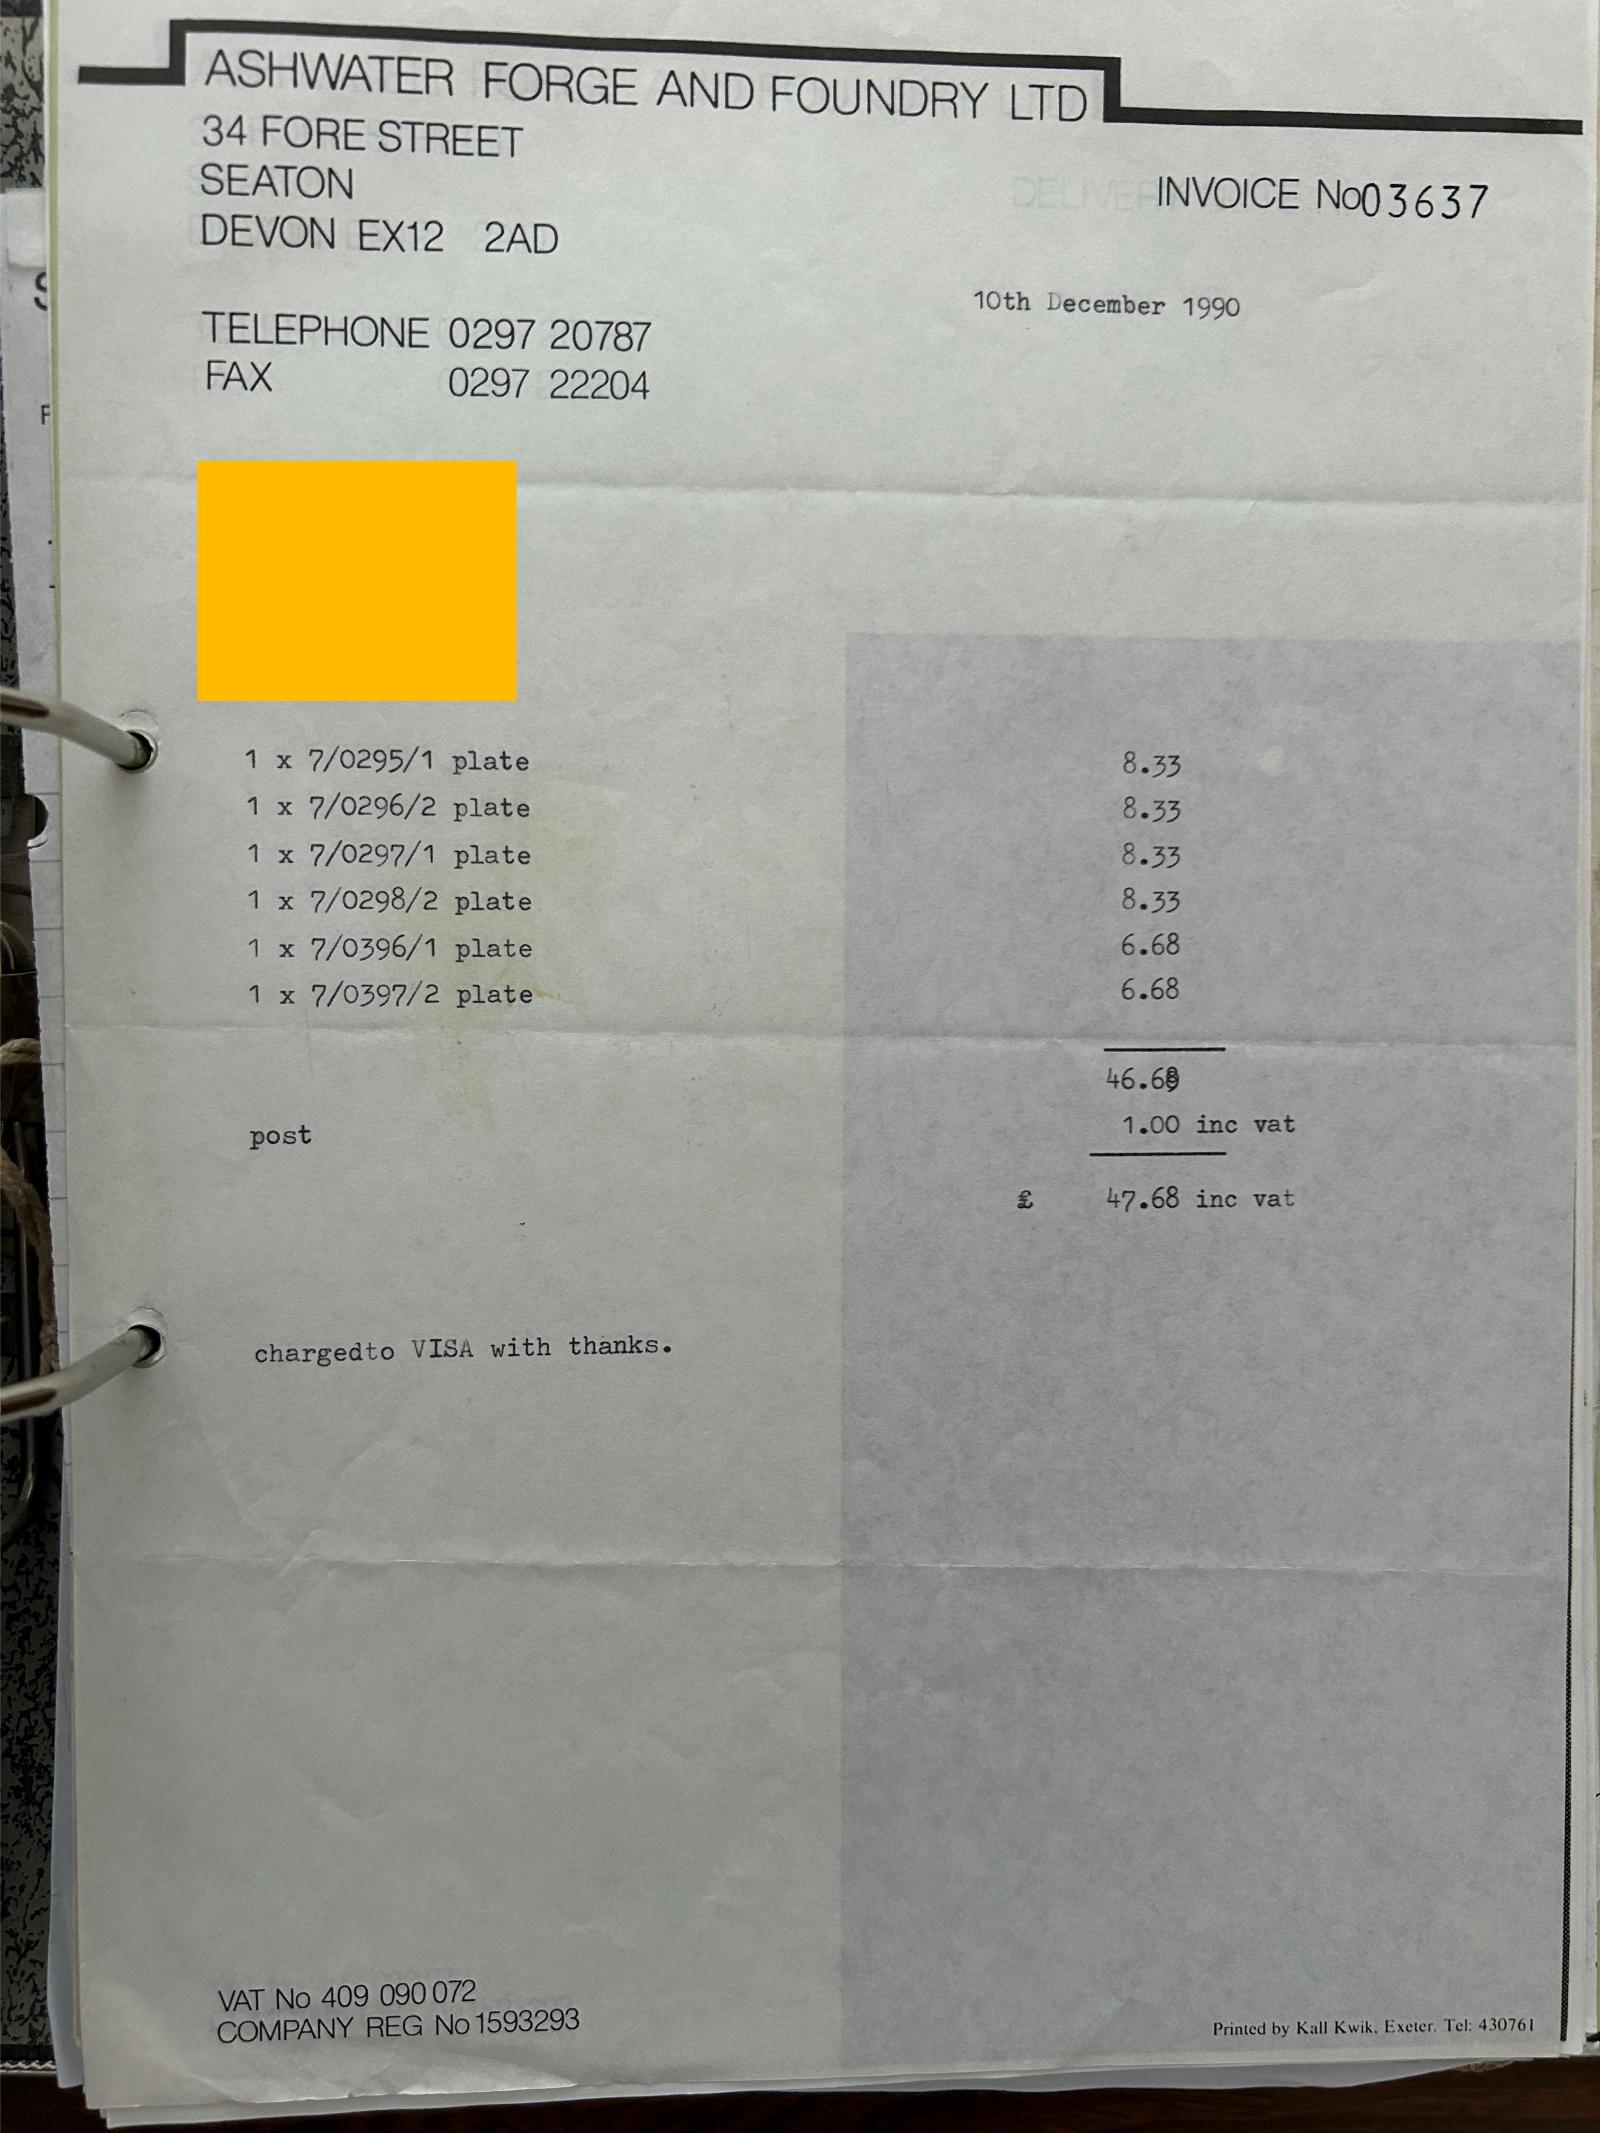 ASHWATER FORGE AND FOUNDRY LTD
34 FORE STREET
SEATON
DEVON EX12 2AD
INVOICE No 03637
10th December 1990
TELEPHONE 0297 20787
FAX 0297 22204
1 x 7/0295/1 plate 8.33
1 x 7/0296/2 plate 8.33
1 x 7/0297/1 plate 8.33
1 x 7/0298/2 plate 8.33
1 x 7/0396/1 plate 6.68
1 x 7/0397/2 plate 6.68
46.68
post 1.00 inc vat
£ 47.68 inc vat
chargedto VISA with thanks.
VAT No 409 090 072
COMPANY REG No 1593293
Printed by Kall Kwik, Exeter. Tel: 430761